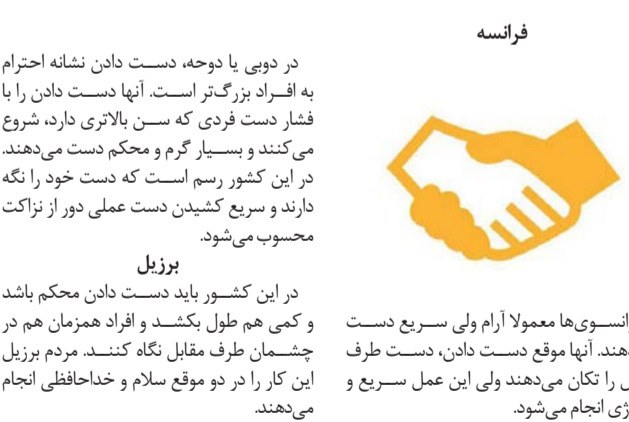 فرانسه
معمولا آرام ولی سریع دست
آنها موقع دست دادن، دست طرف
را تکان می‌دهند ولی این عمل سریع و
انجام می‌شود.
در دوبی یا دوحه، دست دادن نشانه احترام
به افراد بزرگ‌تر است. آنها دست دادن را با
فشار دست فردی که سن بالاتری دارد، شروع
می‌کنند و بسیار گرم و محکم دست می‌دهند.
در این کشور رسم است که دست خود را نگه
دارند و سریع کشیدن دست عملی دور از نزاکت
محسوب می‌شود.
برزیل
در این کشور باید دست دادن محکم باشد
و کمی هم طول بکشد و افراد همزمان هم در
چشمان طرف مقابل نگاه کنند. مردم برزیل
این کار را در دو موقع سلام و خداحافظی انجام
می‌دهند.